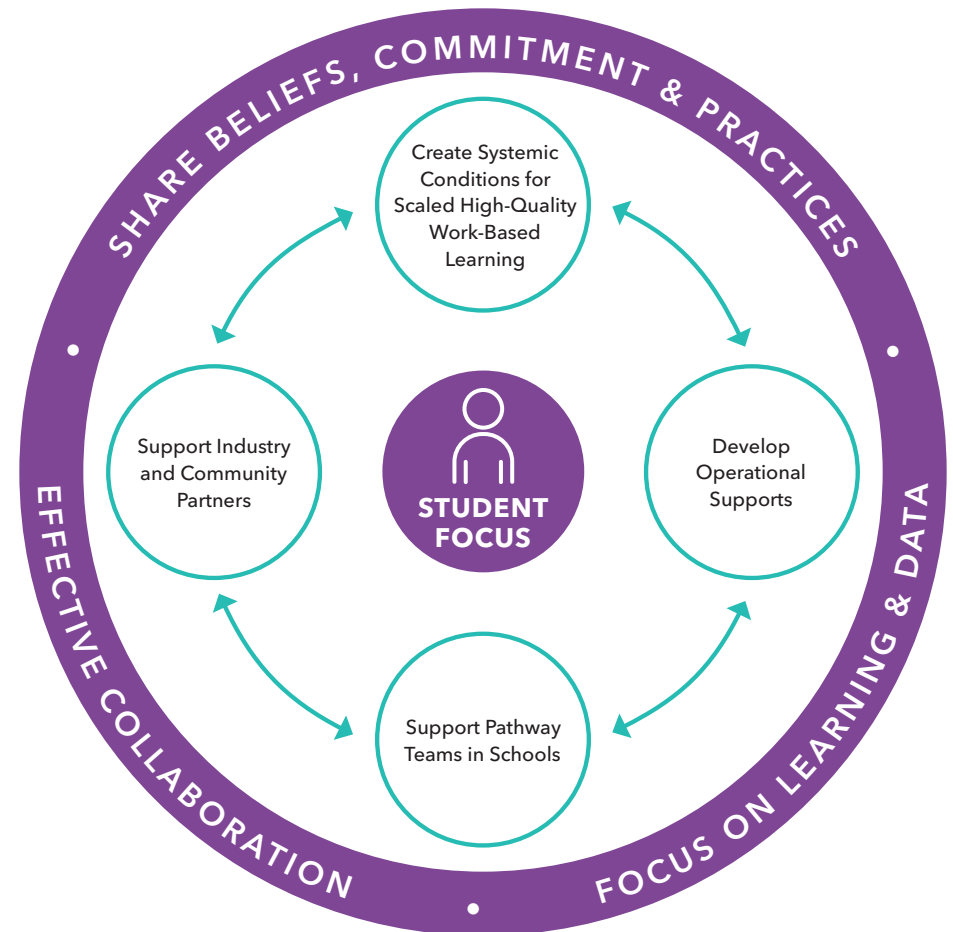 SHARE BELIEFS, COMMITMENT & PRACTICES
Create Systemic
Conditions for
Scaled High-Quality
Work-Based
Learning
Support Industry
and Community
Partners
STUDENT
FOCUS
Develop
Operational
Supports
Support Pathway
Teams in Schools
EFFECTIVE COLLABORATION
FOCUS ON LEARNING & DATA